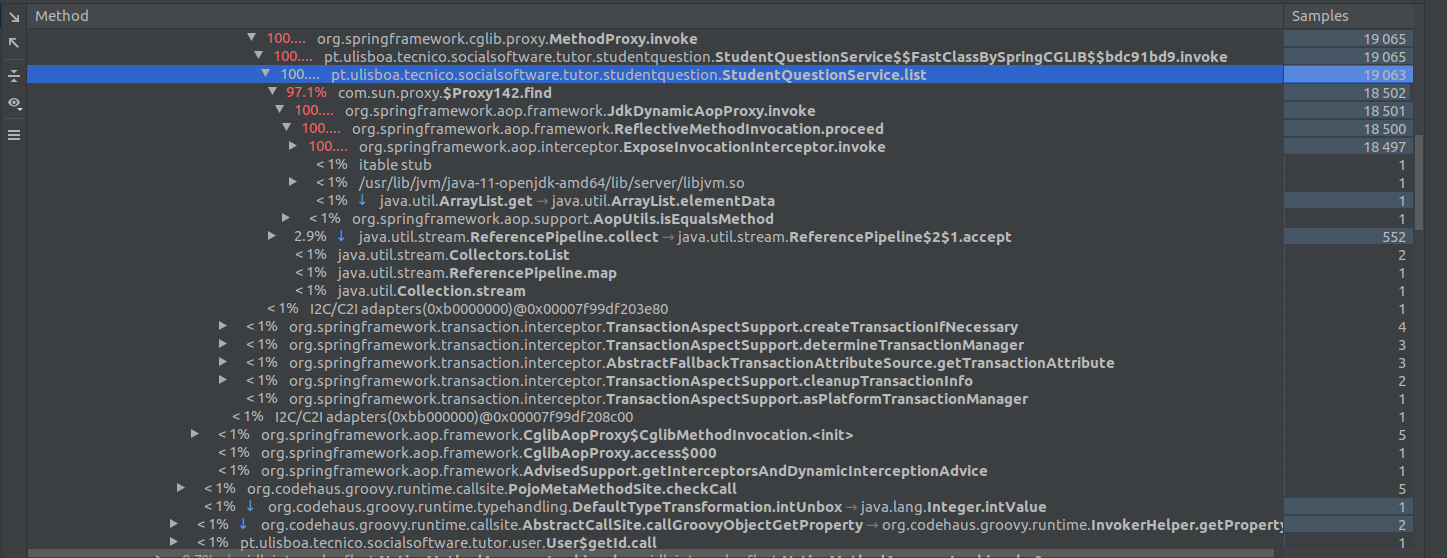 Method Samples
100.... org.springframework.cglib.proxy.MethodProxy.invoke 19 065
100.... pt.ulisboa.tecnico.socialsoftware.tutor.studentquestion.StudentQuestionService$$FastClassBySpringCGLIB$$bdc91bd9.invoke 19 065
100.... pt.ulisboa.tecnico.socialsoftware.tutor.studentquestion.StudentQuestionService.list 19 063
97.1% com.sun.proxy.$Proxy142.find 18 502
100.... org.springframework.aop.framework.JdkDynamicAopProxy.invoke 18 501
100.... org.springframework.aop.framework.ReflectiveMethodInvocation.proceed 18 500
100.... org.springframework.aop.interceptor.ExposeInvocationInterceptor.invoke 18 497
< 1% itable stub 1
< 1% /usr/lib/jvm/java-11-openjdk-amd64/lib/server/libjvm.so 1
< 1% ↓ java.util.ArrayList.get → java.util.ArrayList.elementData 1
< 1% org.springframework.aop.support.AopUtils.isEqualsMethod 1
2.9% ↓ java.util.stream.ReferencePipeline.collect → java.util.stream.ReferencePipeline$2$1.accept 552
< 1% java.util.stream.Collectors.toList 2
< 1% java.util.stream.ReferencePipeline.map 1
< 1% java.util.Collection.stream 1
< 1% I2C/C2I adapters(0xb0000000)@0x00007f99df203e80 1
< 1% org.springframework.transaction.interceptor.TransactionAspectSupport.createTransactionIfNecessary 4
< 1% org.springframework.transaction.interceptor.TransactionAspectSupport.determineTransactionManager 3
< 1% org.springframework.transaction.interceptor.AbstractFallbackTransactionAttributeSource.getTransactionAttribute 3
< 1% org.springframework.transaction.interceptor.TransactionAspectSupport.cleanupTransactionInfo 2
< 1% org.springframework.transaction.interceptor.TransactionAspectSupport.asPlatformTransactionManager 1
< 1% I2C/C2I adapters(0xbb000000)@0x00007f99df208c00 1
< 1% org.springframework.aop.framework.CglibAopProxy$CglibMethodInvocation.<init> 5
< 1% org.springframework.aop.framework.CglibAopProxy.access$000 1
< 1% org.springframework.aop.framework.AdvisedSupport.getInterceptorsAndDynamicInterceptionAdvice 1
< 1% org.codehaus.groovy.runtime.callsite.PojoMetaMethodSite.checkCall 5
< 1% ↓ org.codehaus.groovy.runtime.typehandling.DefaultTypeTransformation.intUnbox → java.lang.Integer.intValue 1
< 1% ↓ org.codehaus.groovy.runtime.callsite.AbstractCallSite.callGroovyObjectGetProperty → org.codehaus.groovy.runtime.InvokerHelper.getProperty 2
< 1% pt.ulisboa.tecnico.socialsoftware.tutor.user.User$getId.call 1